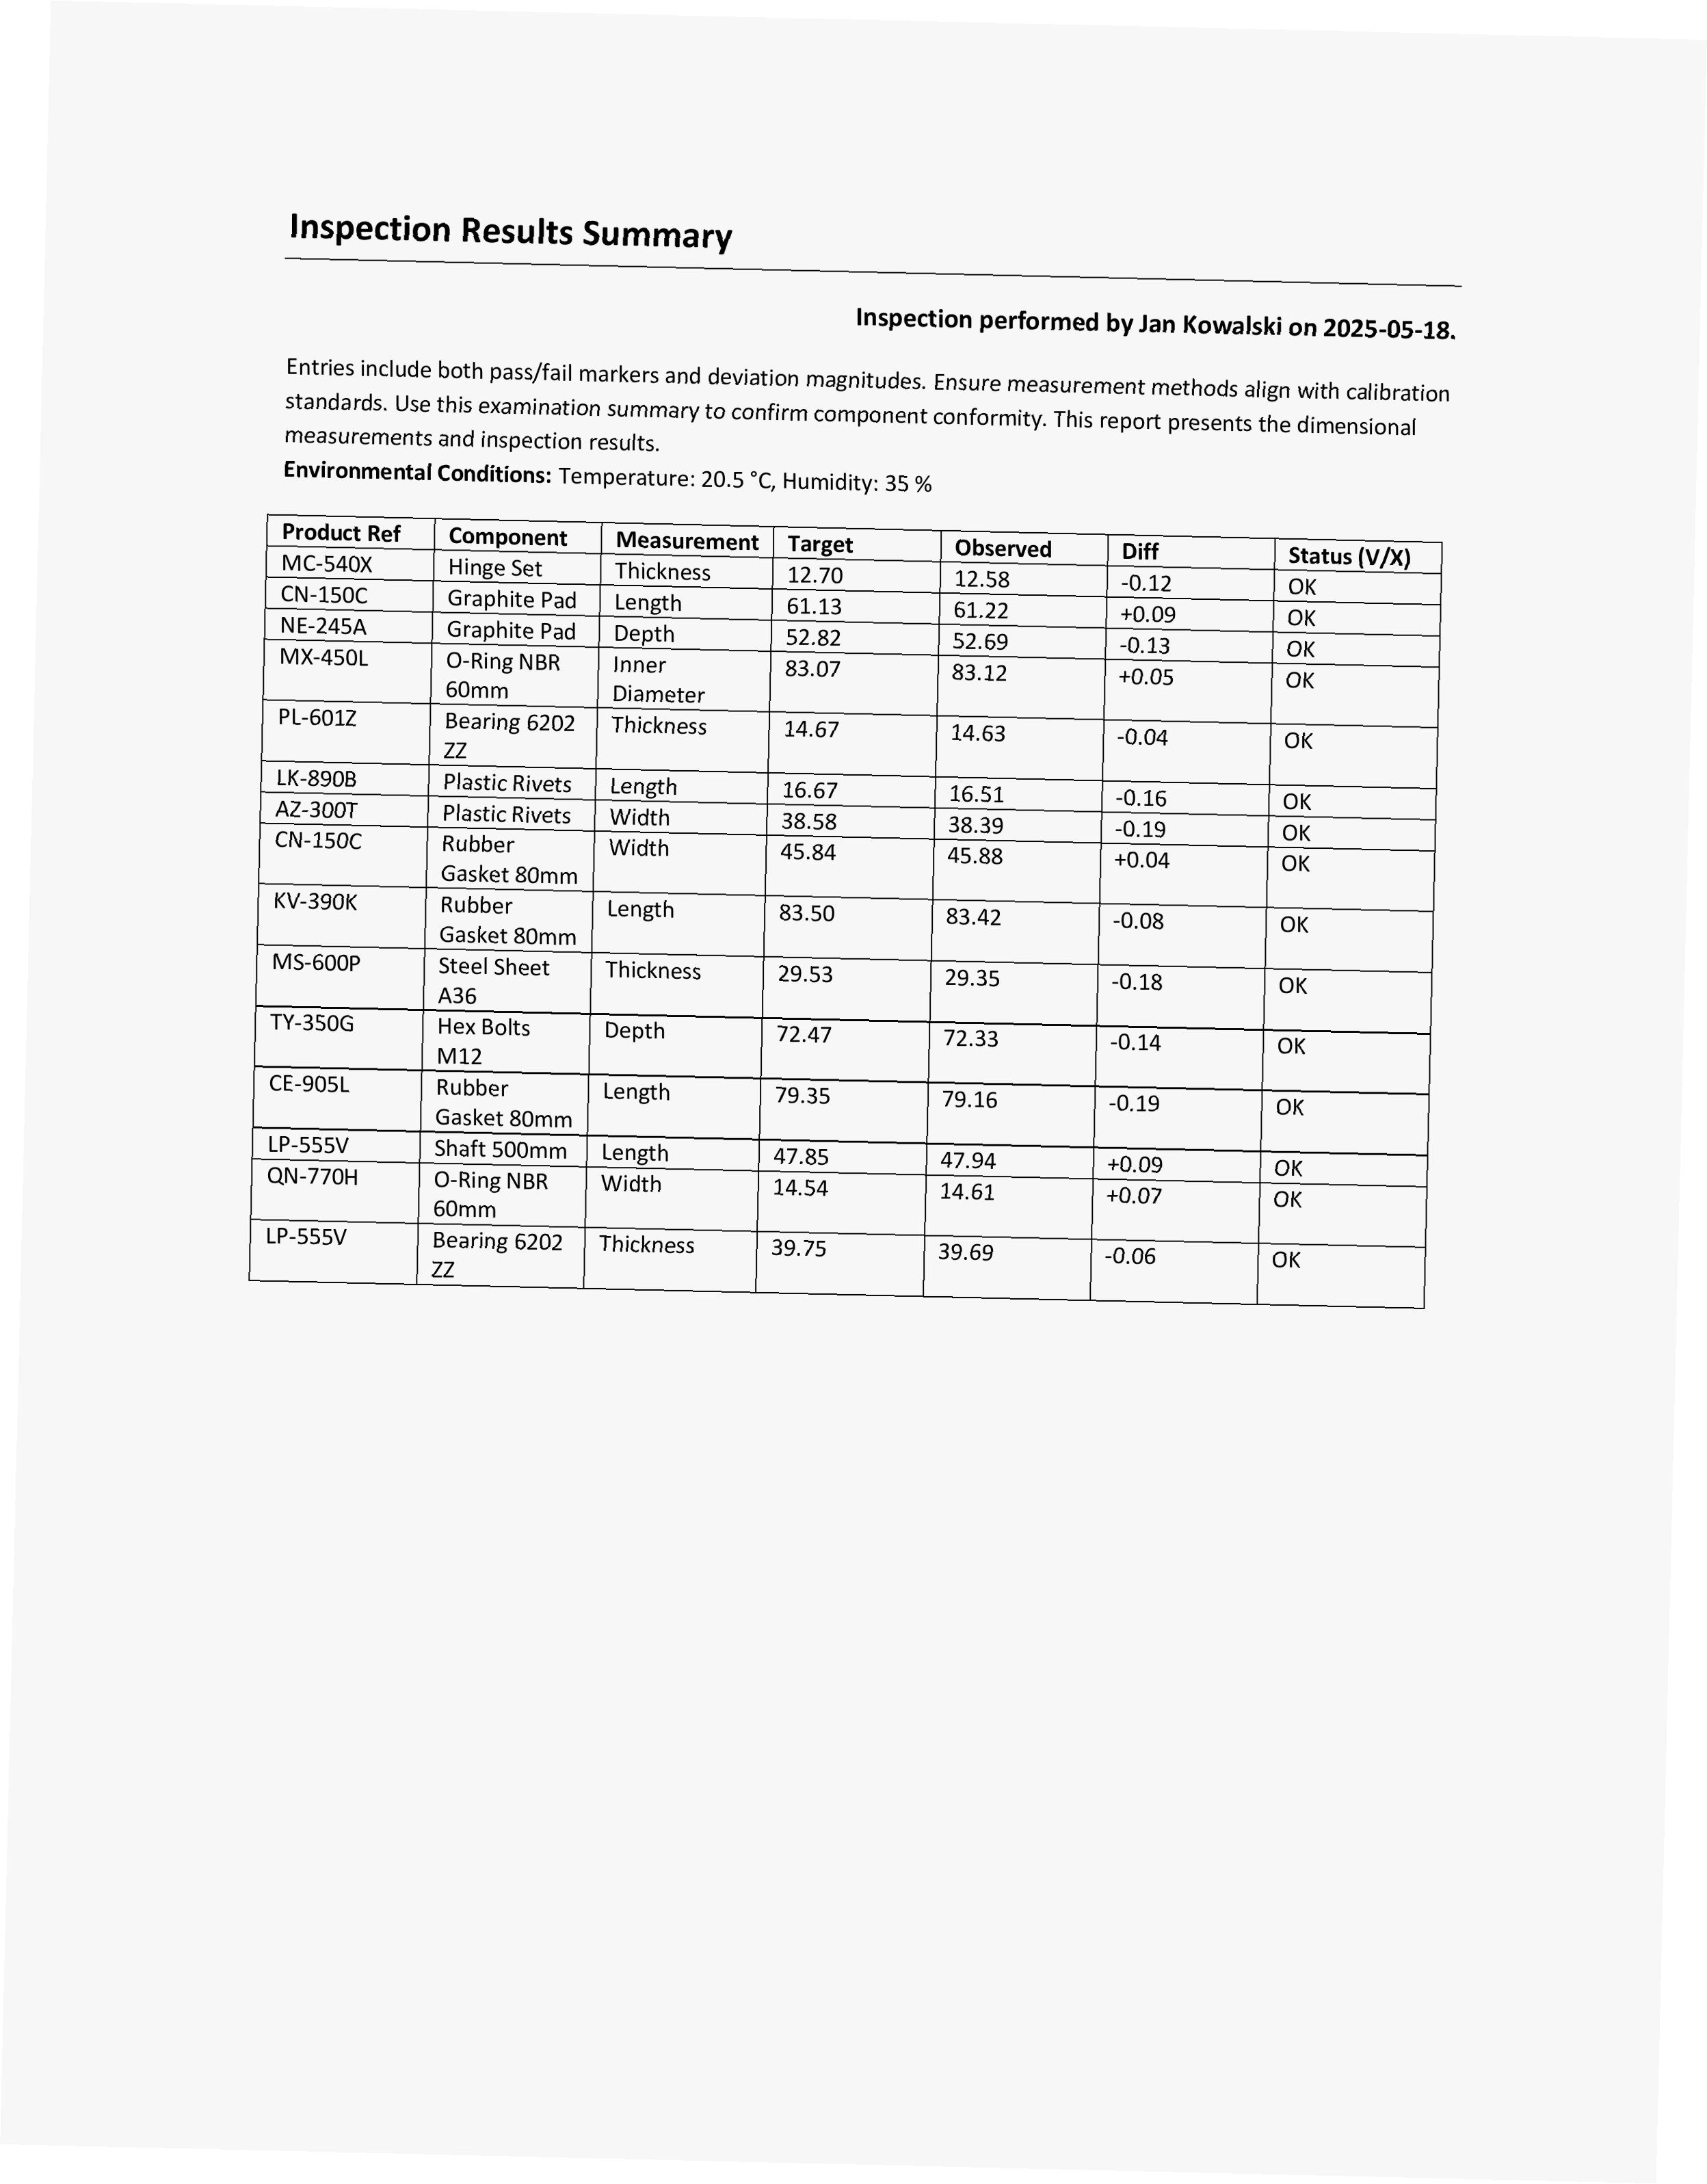 Inspection Results Summary
Inspection performed by Jan Kowalski on 2025-05-18.
Entries include both pass/fail markers and deviation magnitudes. Ensure measurement methods align with calibration
standards. Use this examination summary to confirm component conformity. This report presents the dimensional
measurements and inspection results.
Environmental Conditions: Temperature: 20.5 °C, Humidity: 35 %
Product Ref Component Measurement Target Observed Diff Status (V/X)
MC-540X Hinge Set Thickness 12.70 12.58 -0.12 OK
CN-150C Graphite Pad Length 61.13 61.22 +0.09 OK
NE-245A Graphite Pad Depth 52.82 52.69 -0.13 OK
MX-450L O-Ring NBR Inner 83.07 83.12 +0.05 OK
60mm Diameter
PL-601Z Bearing 6202 Thickness 14.67 14.63 -0.04 OK
ZZ
LK-890B Plastic Rivets Length 16.67 16.51 -0.16 OK
AZ-300T Plastic Rivets Width 38.58 38.39 -0.19 OK
CN-150C Rubber Width 45.84 45.88 +0.04 OK
Gasket 80mm
KV-390K Rubber Length 83.50 83.42 -0.08 OK
Gasket 80mm
MS-600P Steel Sheet Thickness 29.53 29.35 -0.18 OK
A36
TY-350G Hex Bolts Depth 72.47 72.33 -0.14 OK
M12
CE-905L Rubber Length 79.35 79.16 -0.19 OK
Gasket 80mm
LP-555V Shaft 500mm Length 47.85 47.94 +0.09 OK
QN-770H O-Ring NBR Width 14.54 14.61 +0.07 OK
60mm
LP-555V Bearing 6202 Thickness 39.75 39.69 -0.06 OK
ZZ